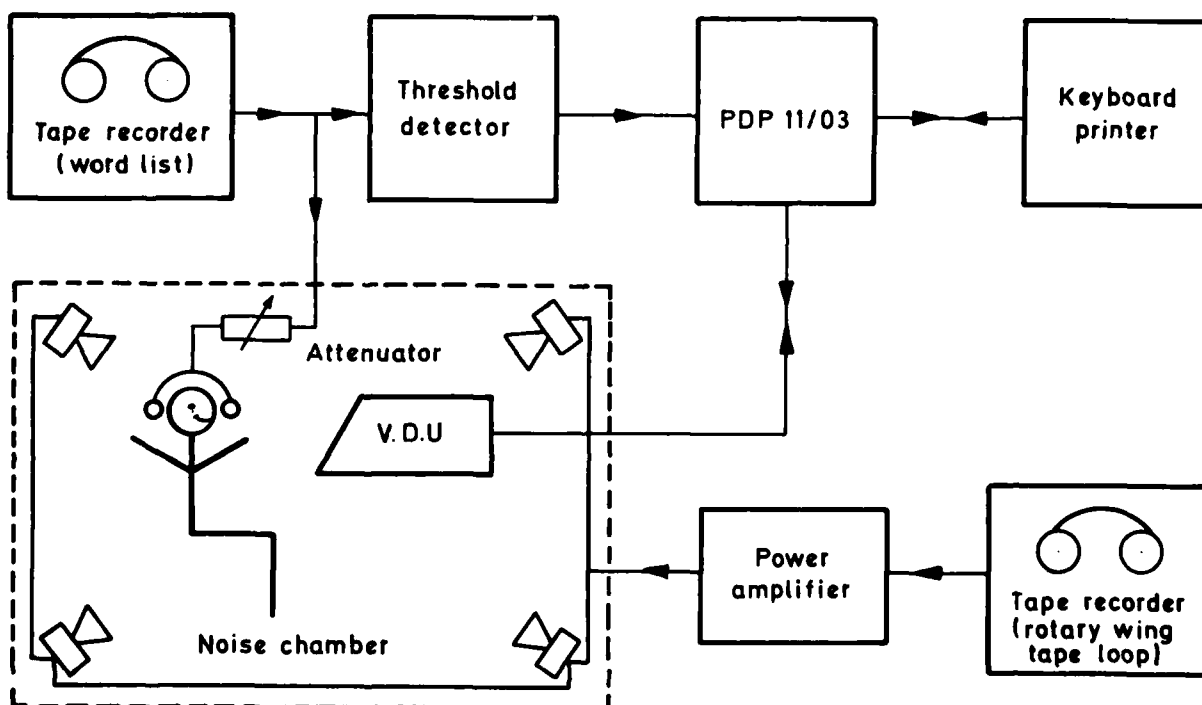 Tape recorder
(word list)
Threshold
detector
PDP 11/03
Keyboard
printer
Attenuator
V.D.U
Noise chamber
Power
amplifier
Tape recorder
(rotary wing
tape loop)